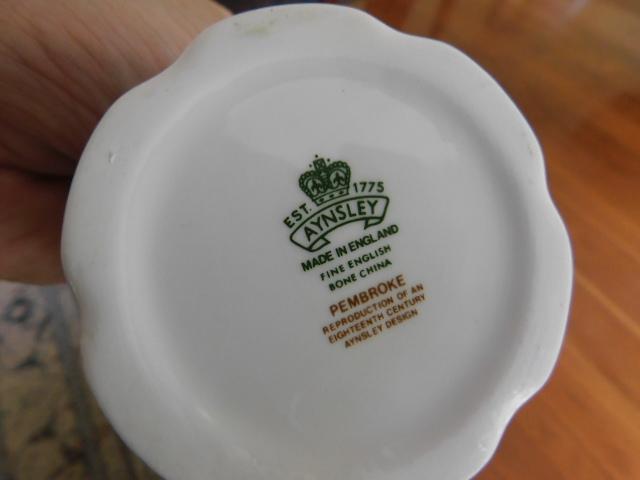 EST. 1775
AYNSLEY
MADE IN ENGLAND
FINE ENGLISH
BONE CHINA
PEMBROKE
REPRODUCTION OF AN
EIGHTEENTH CENTURY
AYNSLEY DESIGN